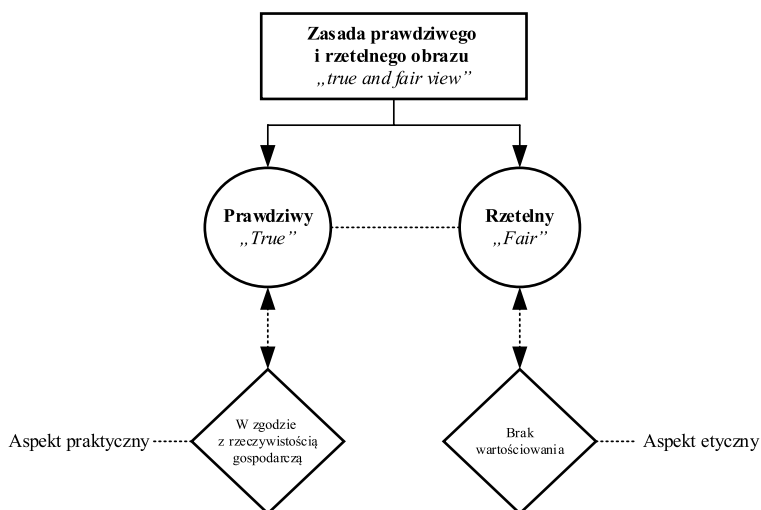 Zasada prawdziwego
i rzetelnego obrazu
„true and fair view”
Prawdziwy
„True”
Rzetelny
„Fair”
W zgodzie
z rzeczywistością
gospodarczą
Brak
wartościowania
Aspekt praktyczny
Aspekt etyczny